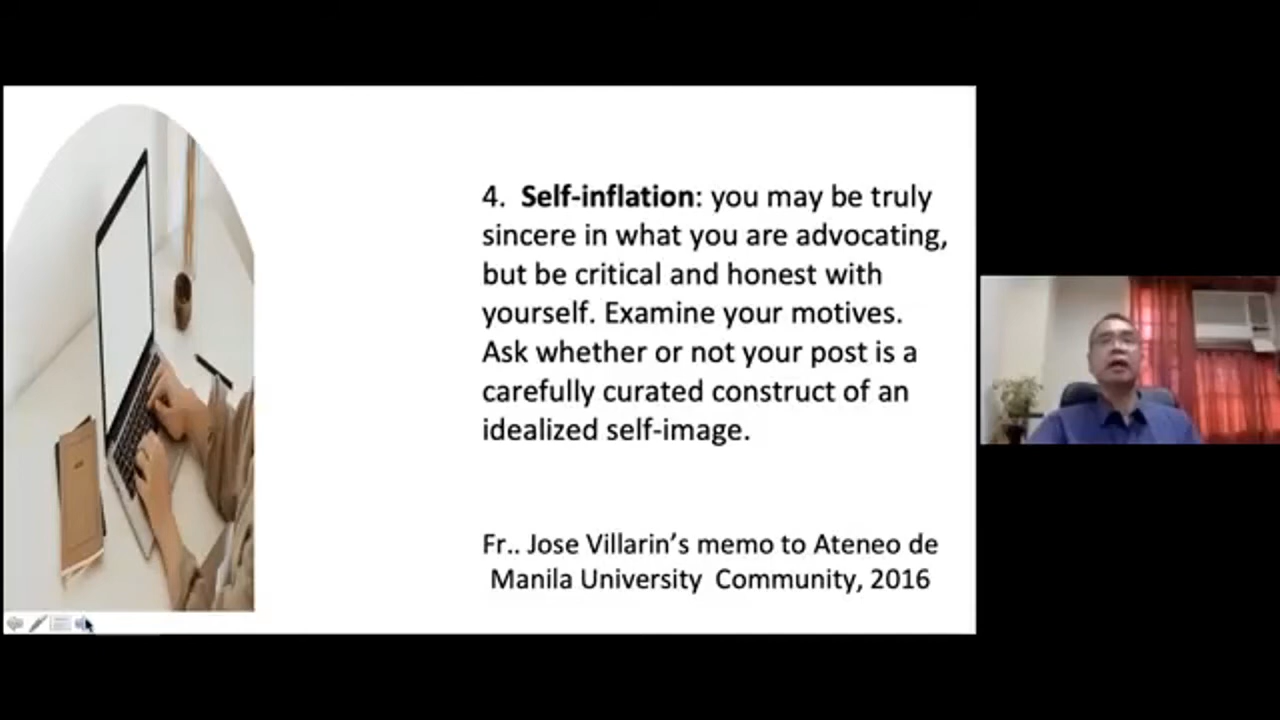 4. Self-inflation: you may be truly
sincere in what you are advocating,
but be critical and honest with
yourself. Examine your motives.
Ask whether or not your post is a
carefully curated construct of an
idealized self-image.
Fr.. Jose Villarin’s memo to Ateneo de
Manila University Community, 2016